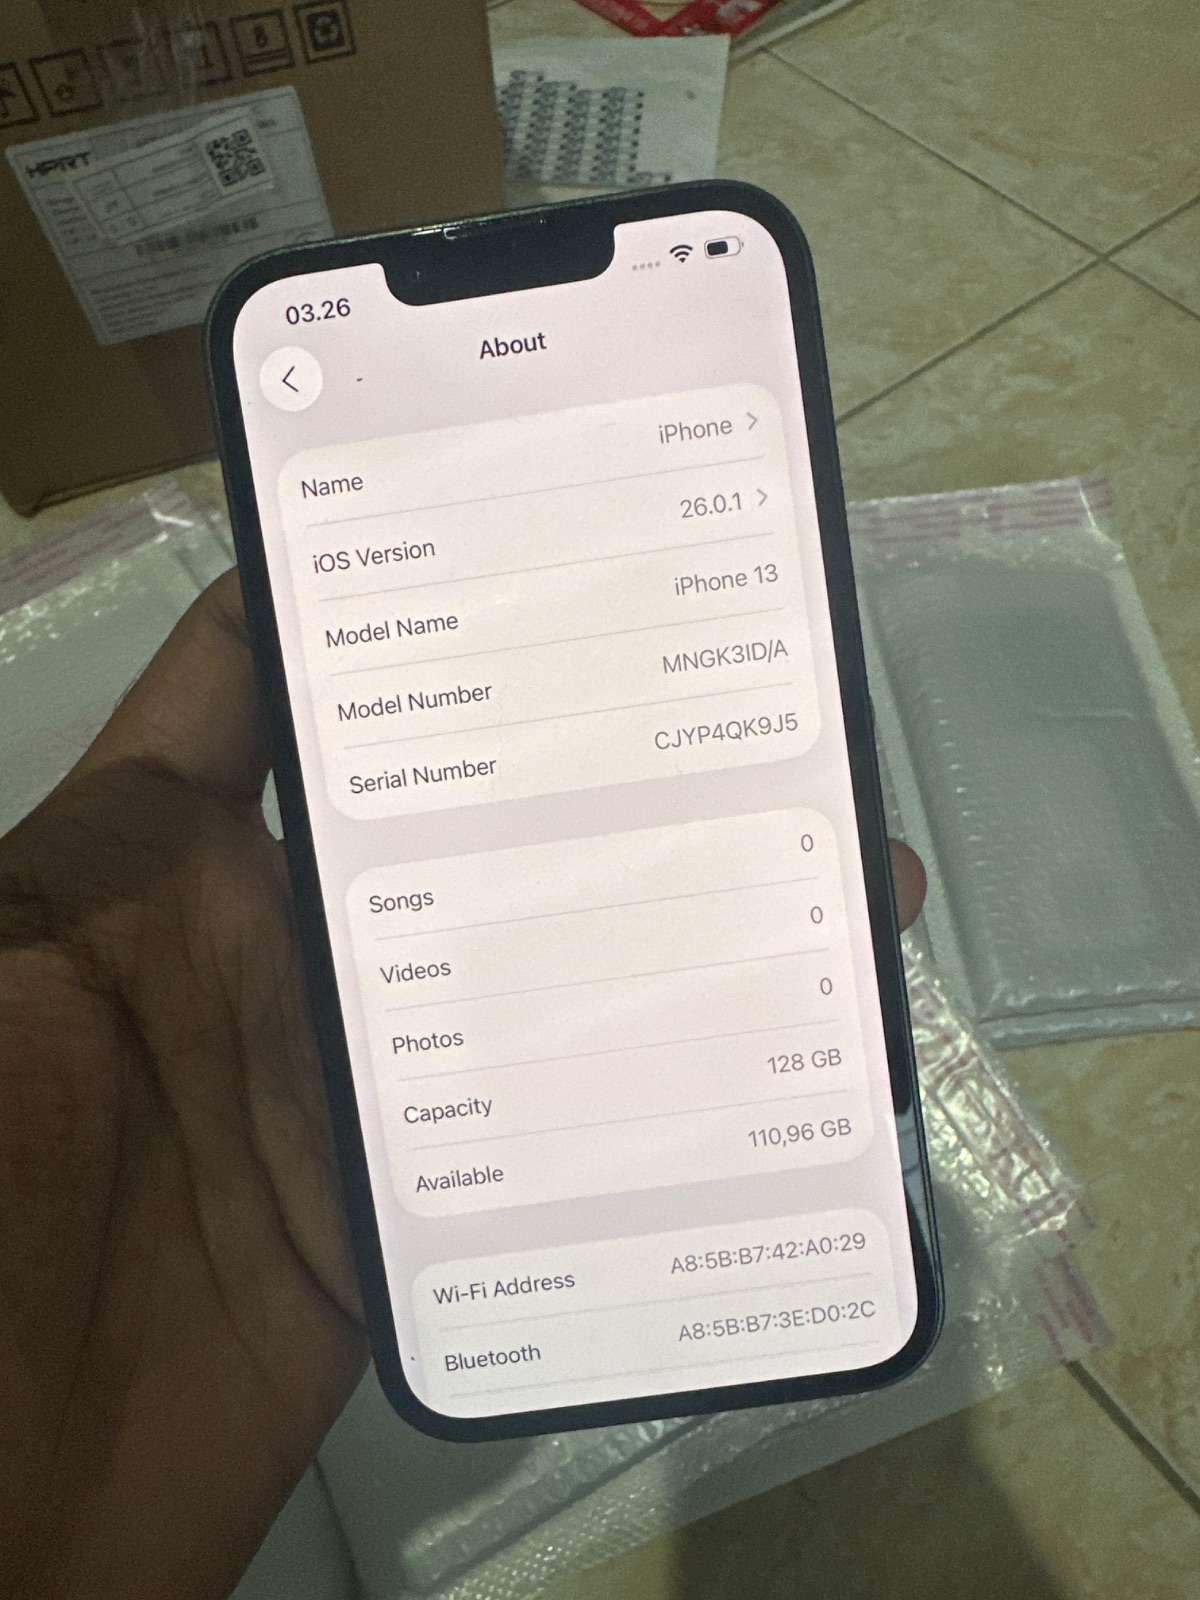 HPRT
8
03.26
About
Name
iPhone
iOS Version
26.0.1
Model Name
iPhone 13
Model Number
MNGK3ID/A
Serial Number
CJYP4QK9J5
Songs
0
Videos
0
Photos
0
Capacity
128 GB
Available
110,96 GB
Wi-Fi Address
A8:5B:B7:42:A0:29
Bluetooth
A8:5B:B7:3E:D0:2C